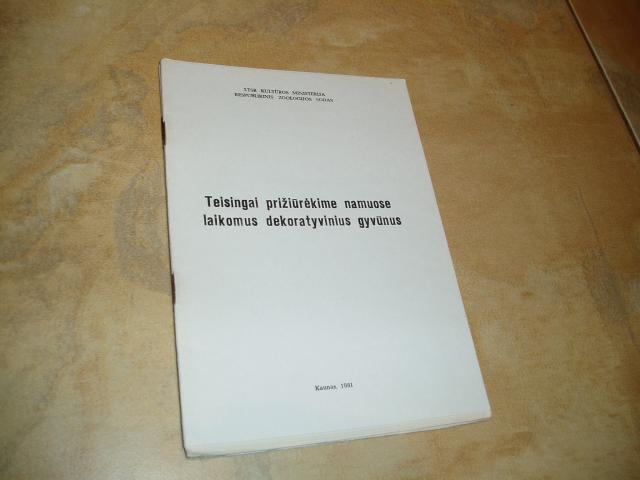 LTSR KULTŪROS MINISTERIJA
RESPUBLIKINIS ZOOLOGIJOS SODAS
Teisingai prižiūrėkime namuose
laikomus dekoratyvinius gyvūnus
Kaunas, 1981